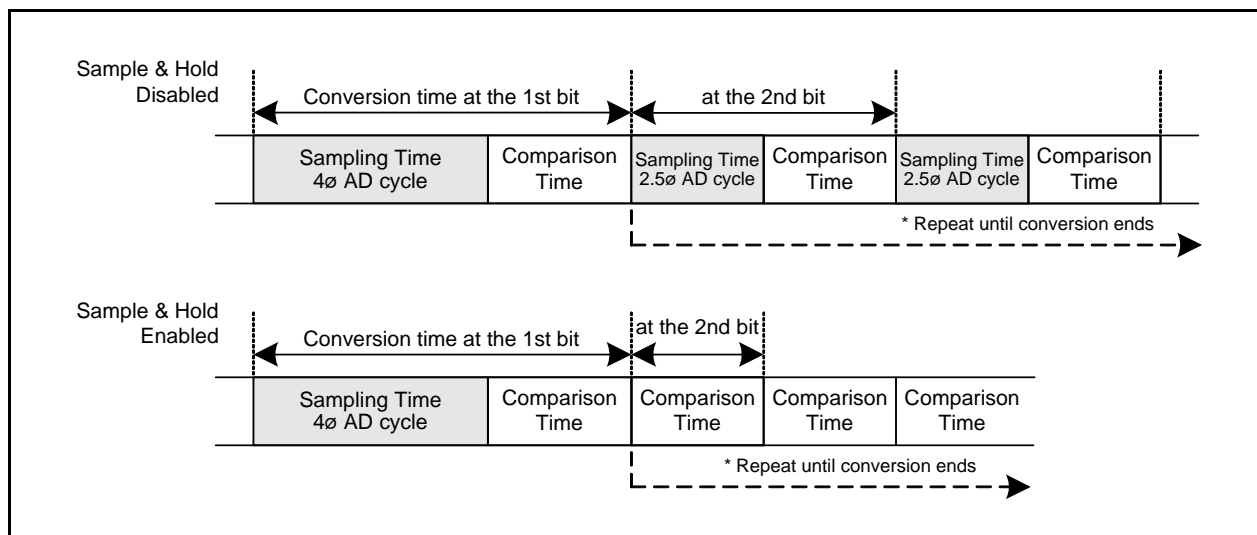 Sample & Hold
Disabled
Conversion time at the 1st bit
at the 2nd bit
Sampling Time
4ø AD cycle
Comparison
Time
Sampling Time
2.5ø AD cycle
Comparison
Time
Sampling Time
2.5ø AD cycle
Comparison
Time
* Repeat until conversion ends
Sample & Hold
Enabled
Conversion time at the 1st bit
at the 2nd bit
Sampling Time
4ø AD cycle
Comparison
Time
Comparison
Time
Comparison
Time
Comparison
Time
* Repeat until conversion ends